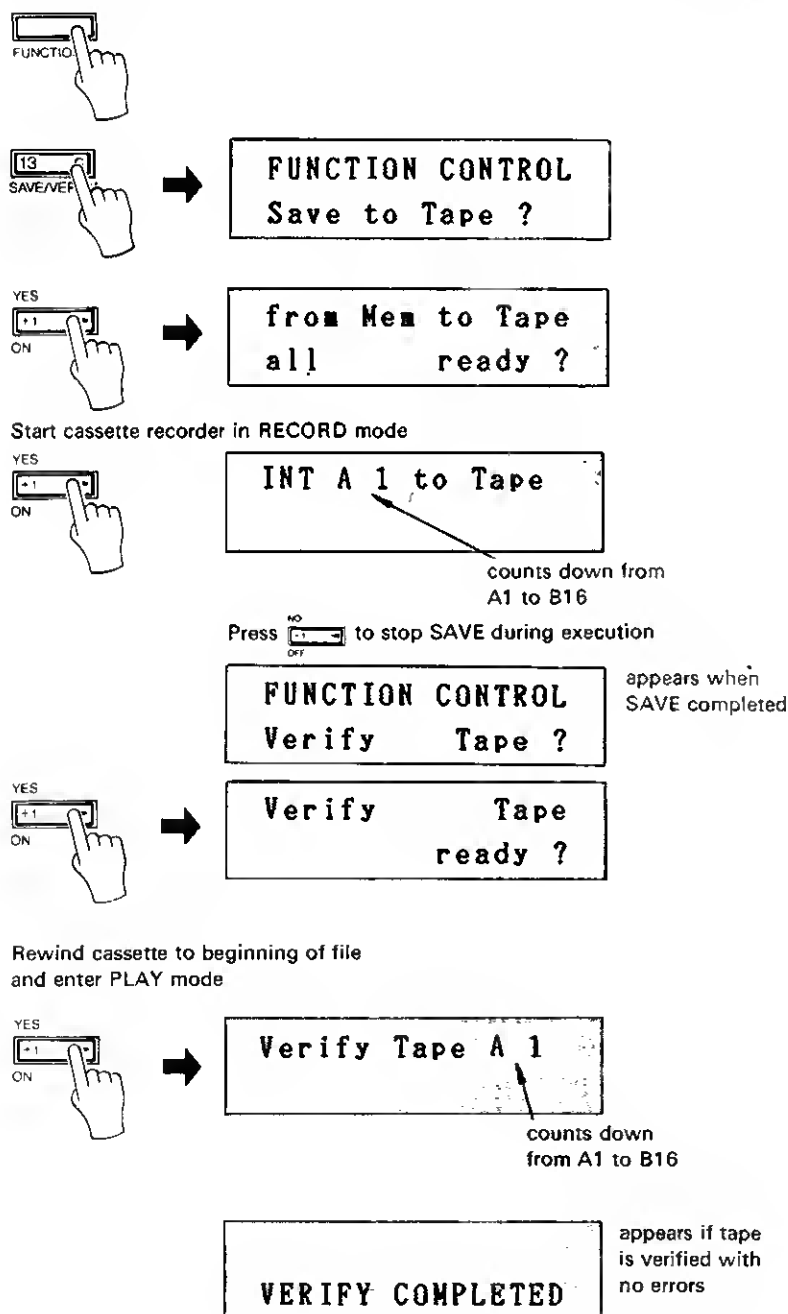 FUNCTIO
13
SAVE/VER
FUNCTION CONTROL
Save to Tape ?
YES
+1
ON
from Mem to Tape
all ready ?
Start cassette recorder in RECORD mode
YES
+1
ON
INT A 1 to Tape
counts down from
A1 to B16
NO
Press -1 to stop SAVE during execution
OFF
FUNCTION CONTROL
Verify Tape ?
appears when
SAVE completed
YES
+1
ON
Verify Tape
ready ?
Rewind cassette to beginning of file
and enter PLAY mode
YES
+1
ON
Verify Tape A 1
counts down
from A1 to B16
VERIFY COMPLETED
appears if tape
is verified with
no errors